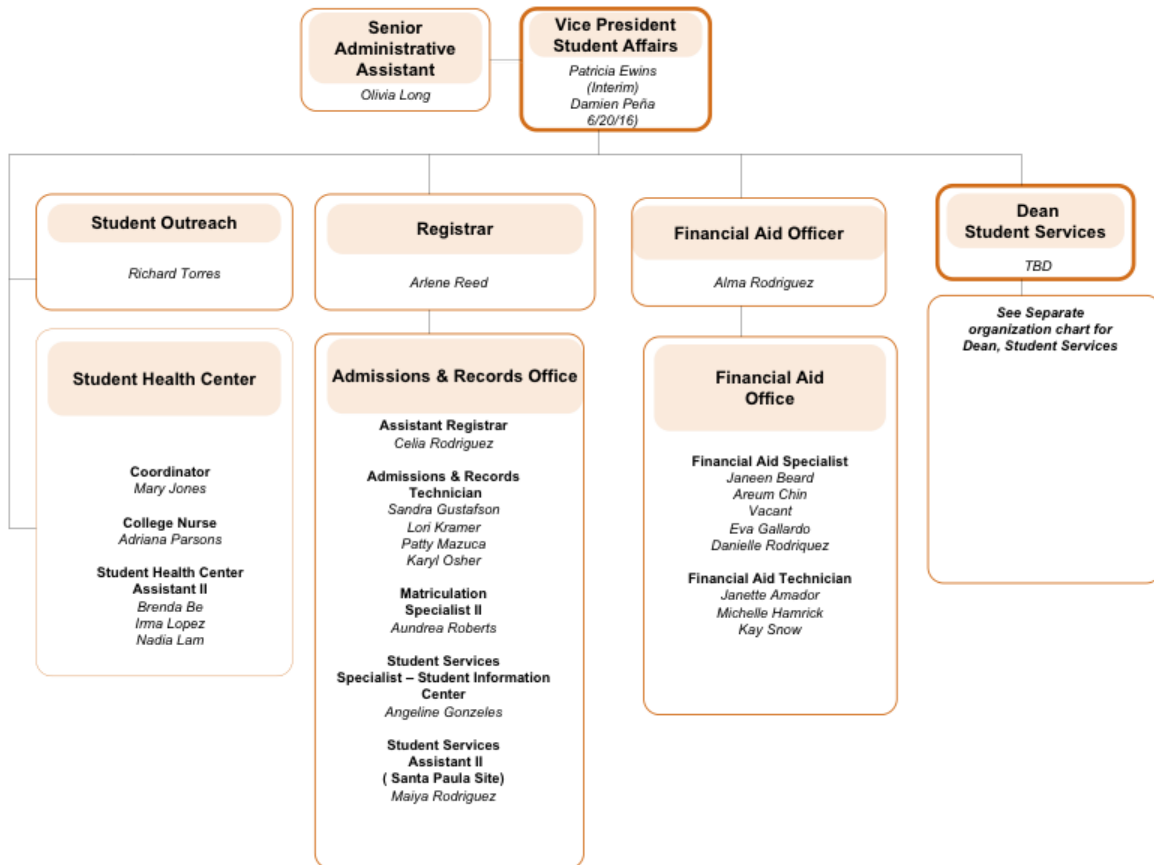 Senior
Administrative
Assistant
Olivia Long
Vice President
Student Affairs
Patricia Ewins
(Interim)
Damien Peña
6/20/16)
Student Outreach
Richard Torres
Registrar
Arlene Reed
Financial Aid Officer
Alma Rodriguez
Dean
Student Services
TBD
See Separate
organization chart for
Dean, Student Services
Student Health Center
Coordinator
Mary Jones
College Nurse
Adriana Parsons
Student Health Center
Assistant II
Brenda Be
Irma Lopez
Nadia Lam
Admissions & Records Office
Assistant Registrar
Celia Rodriguez
Admissions & Records
Technician
Sandra Gustafson
Lori Kramer
Patty Mazuca
Karyl Osher
Matriculation
Specialist II
Aundrea Roberts
Student Services
Specialist – Student Information
Center
Angeline Gonzeles
Student Services
Assistant II
( Santa Paula Site)
Maiya Rodriguez
Financial Aid
Office
Financial Aid Specialist
Janeen Beard
Areum Chin
Vacant
Eva Gallardo
Danielle Rodriquez
Financial Aid Technician
Janette Amador
Michelle Hamrick
Kay Snow